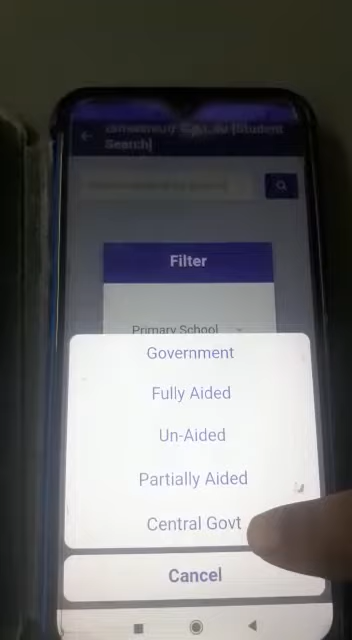 (Student
Search)
Filter
Primary School
Government
Fully Aided
Un-Aided
Partially Aided
Central Govt
Cancel